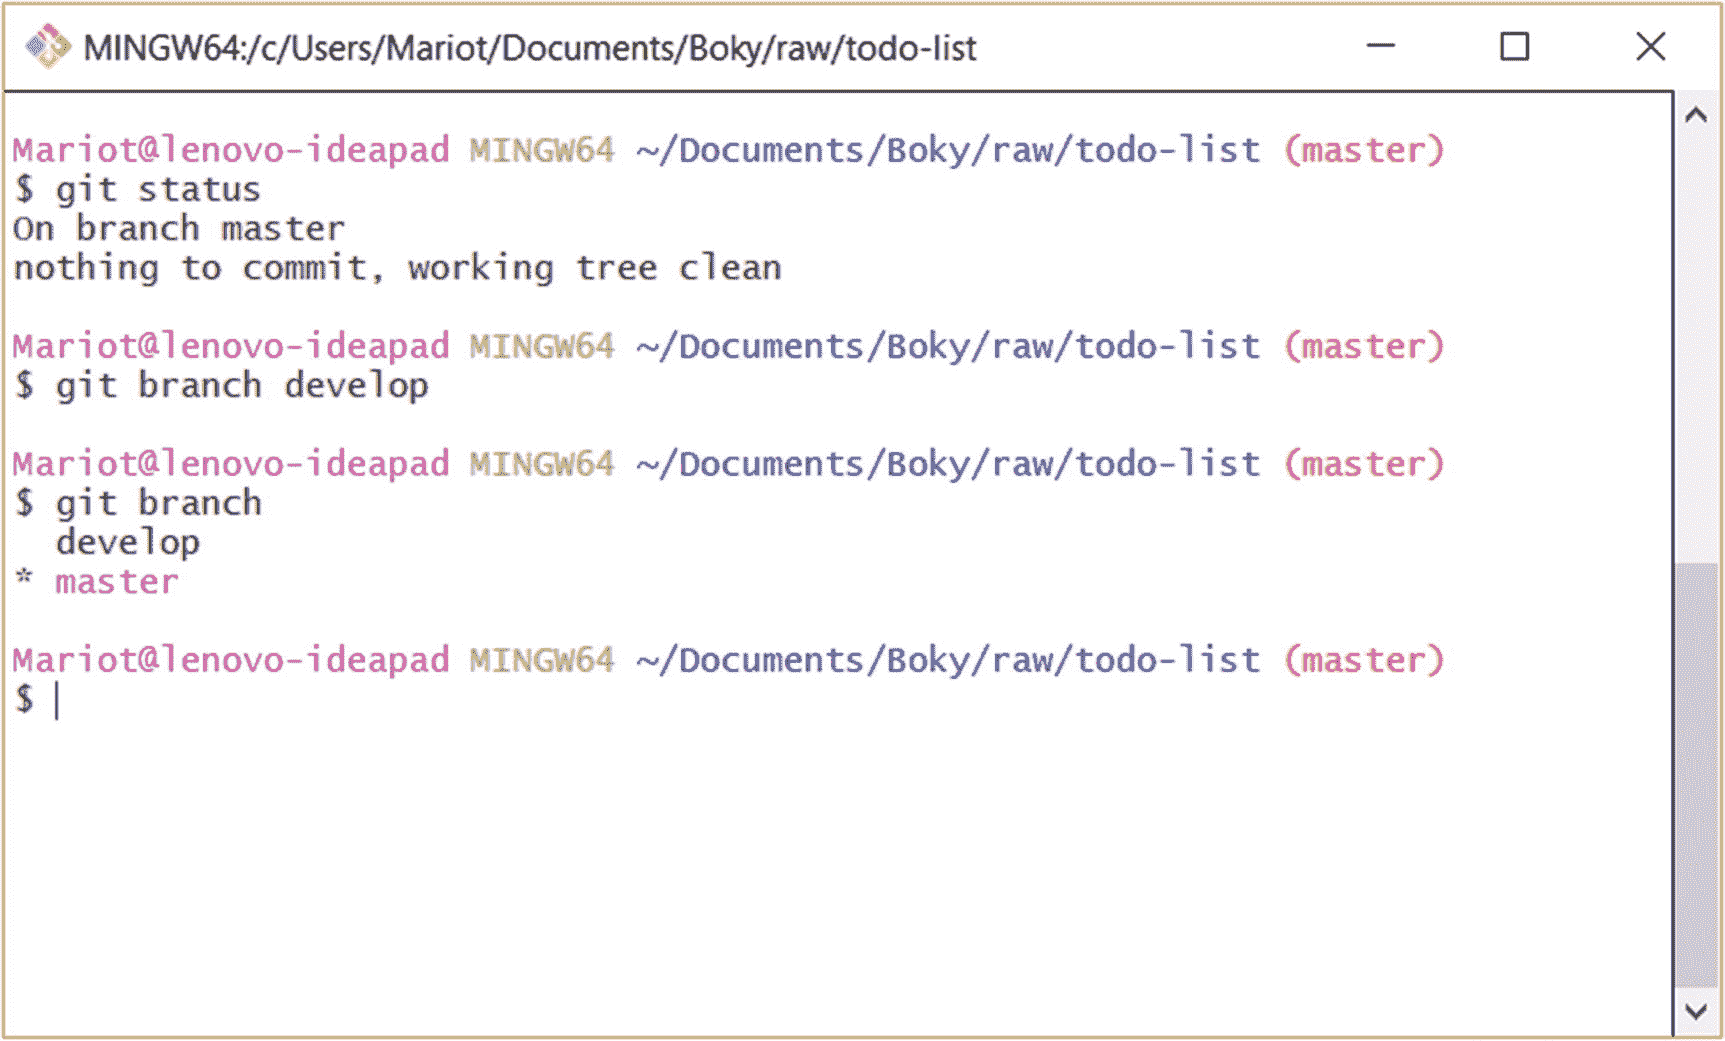 MINGW64:/c/Users/Mariot/Documents/Boky/raw/todo-list
Mariot@lenovo-ideapad MINGW64 ~/Documents/Boky/raw/todo-list (master)
$ git status
On branch master
nothing to commit, working tree clean
Mariot@lenovo-ideapad MINGW64 ~/Documents/Boky/raw/todo-list (master)
$ git branch develop
Mariot@lenovo-ideapad MINGW64 ~/Documents/Boky/raw/todo-list (master)
$ git branch
  develop
* master
Mariot@lenovo-ideapad MINGW64 ~/Documents/Boky/raw/todo-list (master)
$